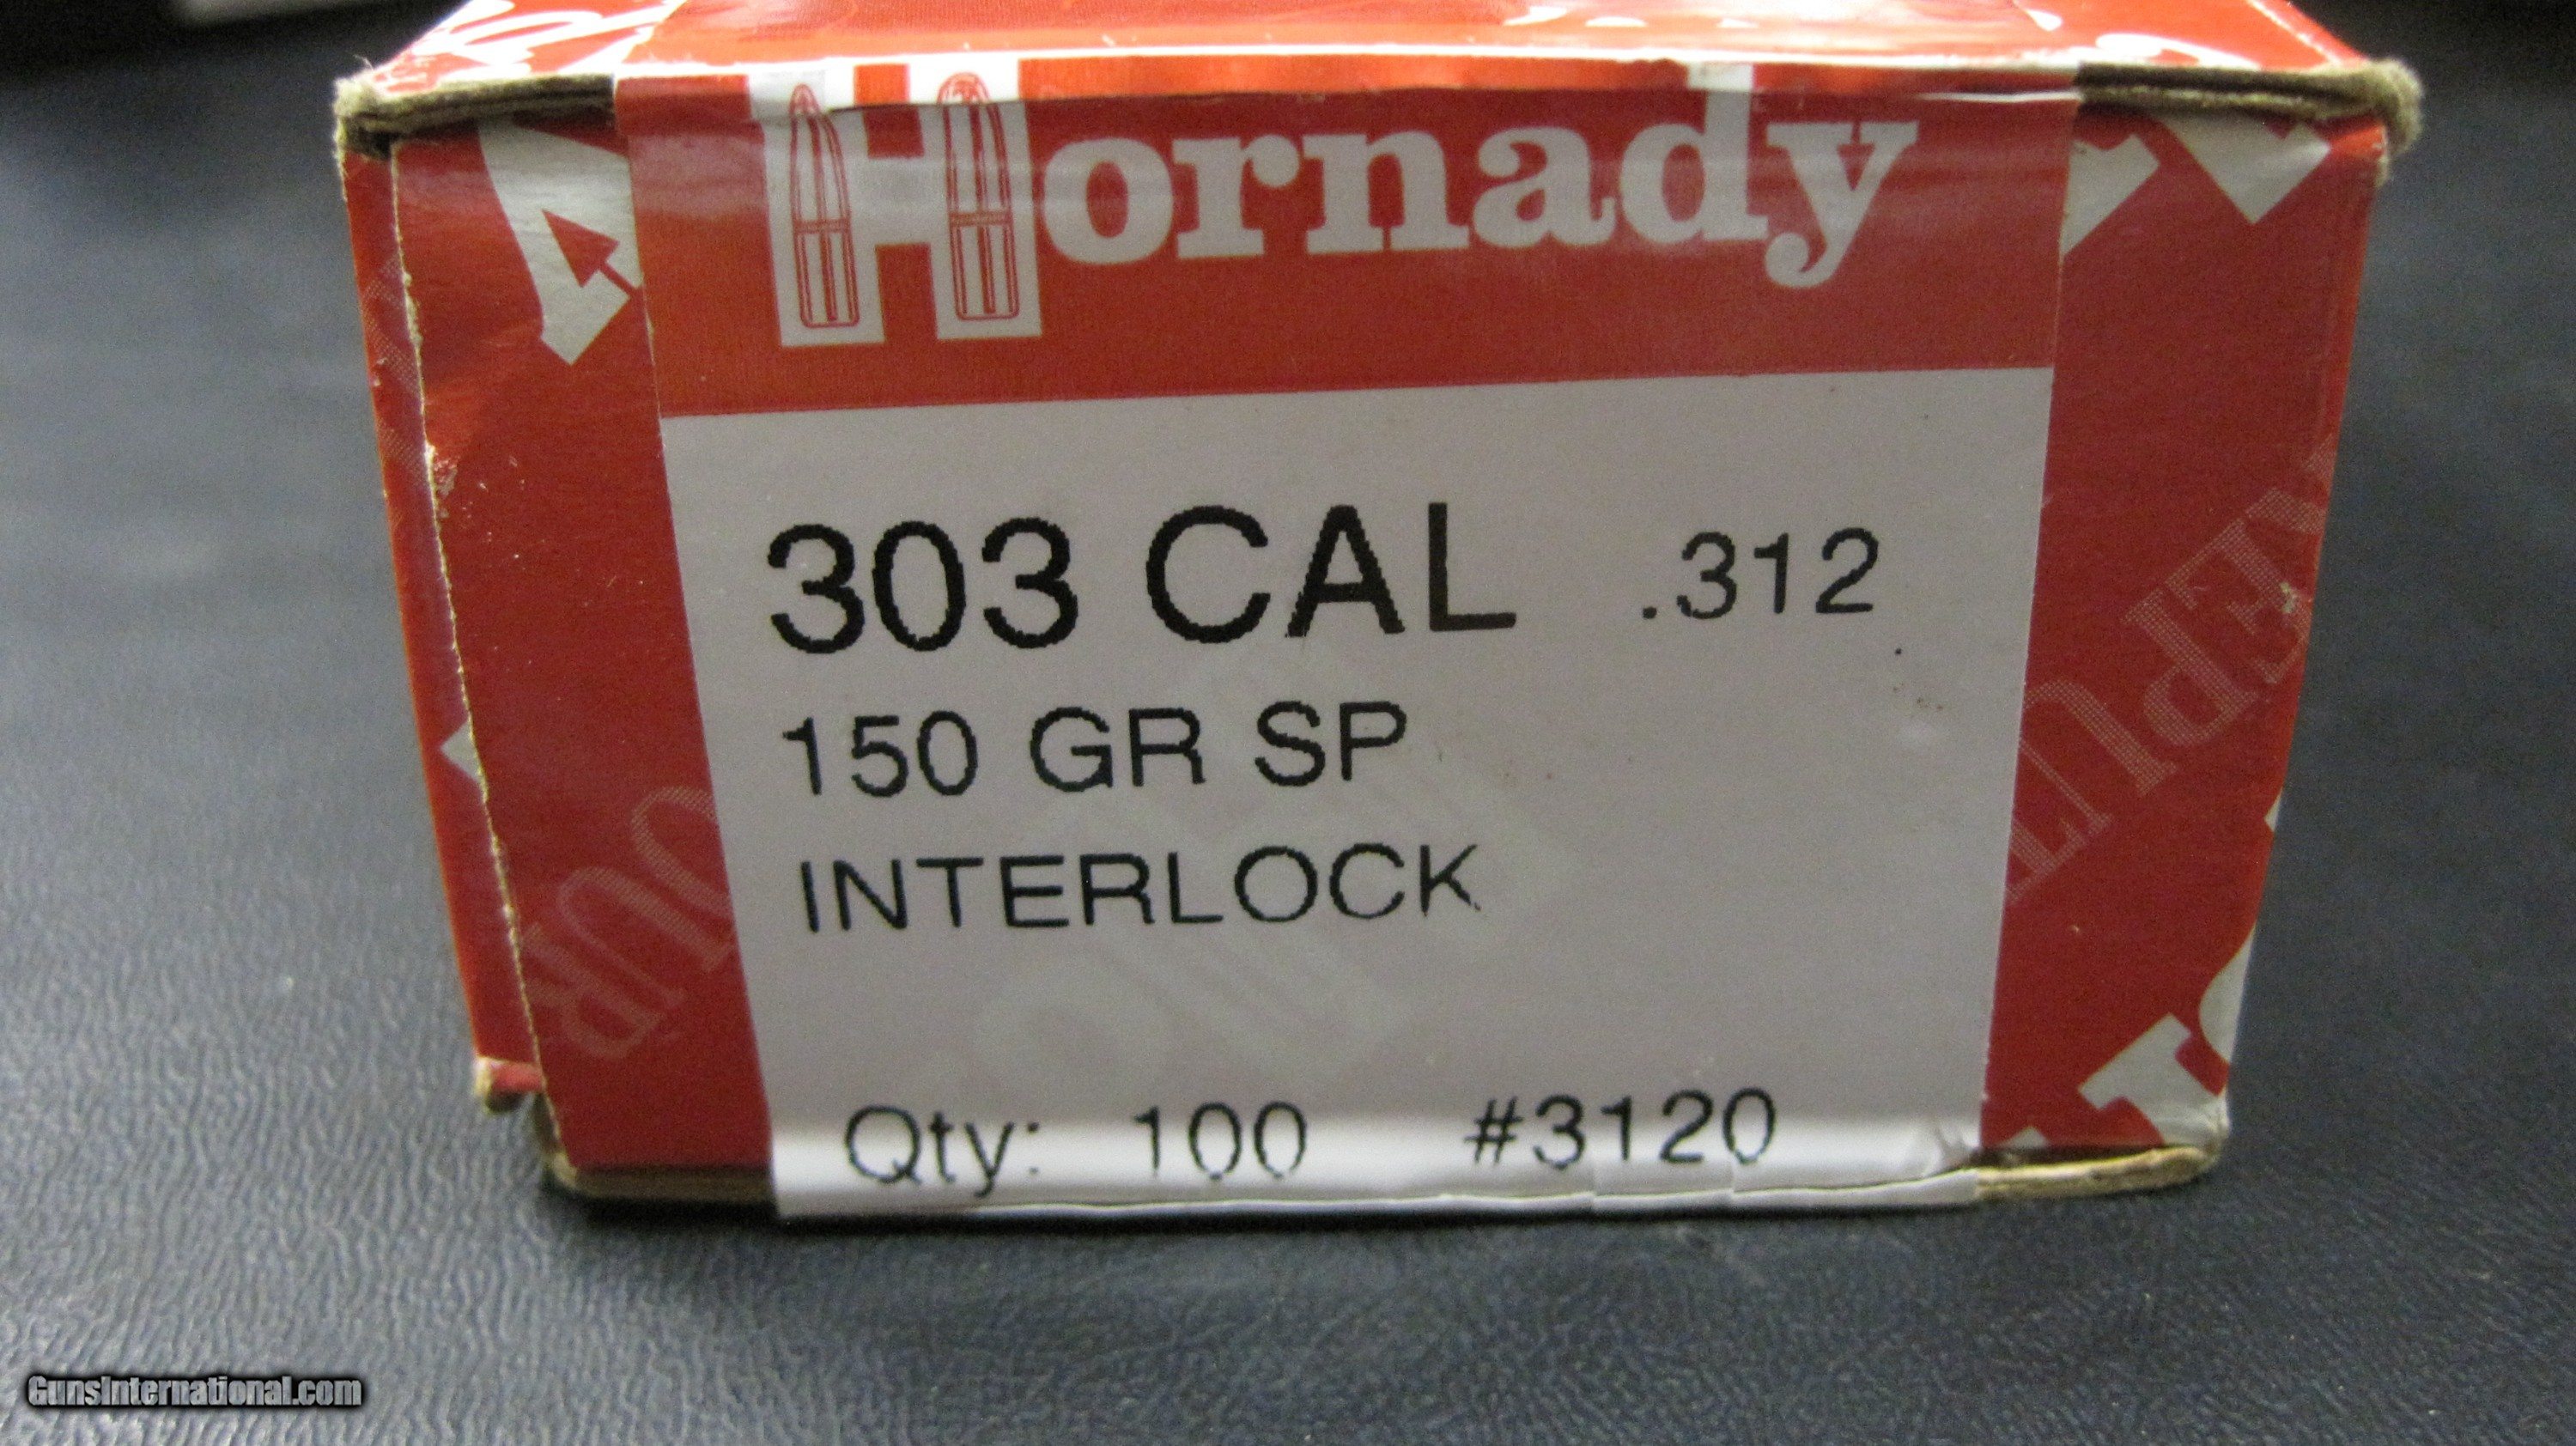 Hornady
303 CAL .312
150 GR SP
INTERLOCK
Qty: 100 #3120
GunsInternational.com